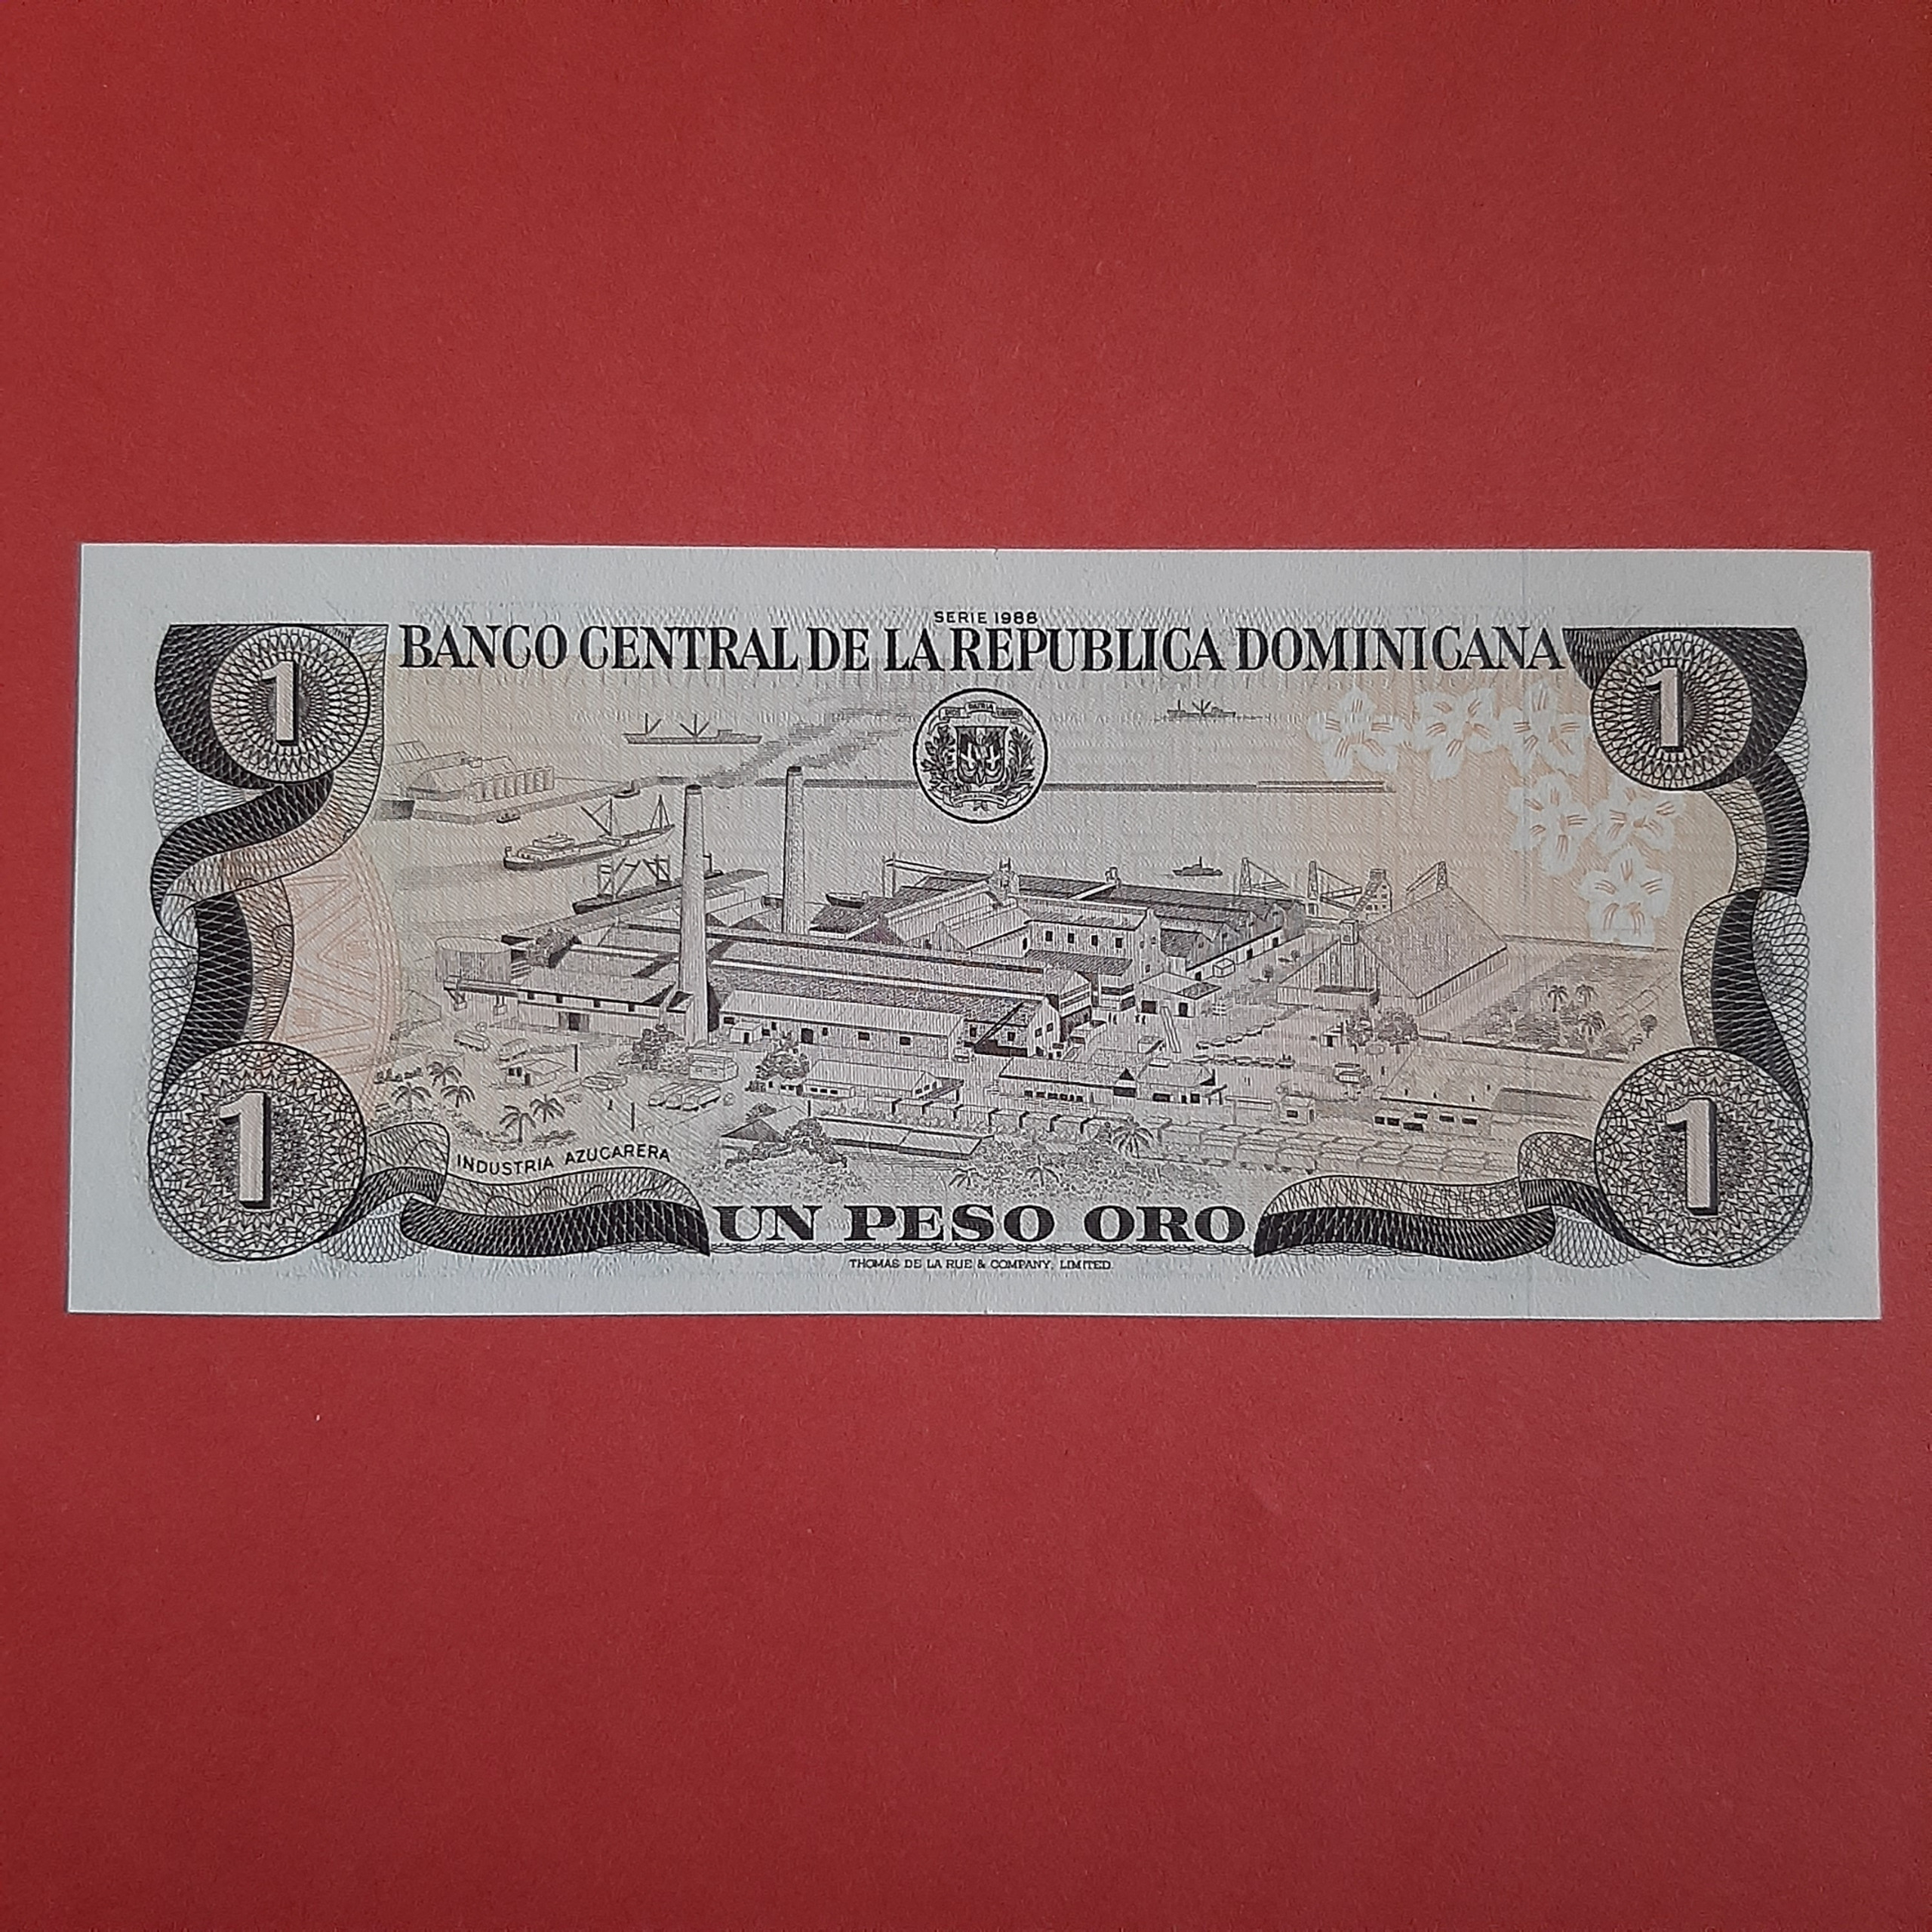 SERIE 1988
BANCO CENTRAL DE LA REPUBLICA DOMINICANA
1
1
PATRIA
INDUSTRIA AZUCARERA
1
1
UN PESO ORO
THOMAS DE LA RUE & COMPANY, LIMITED.